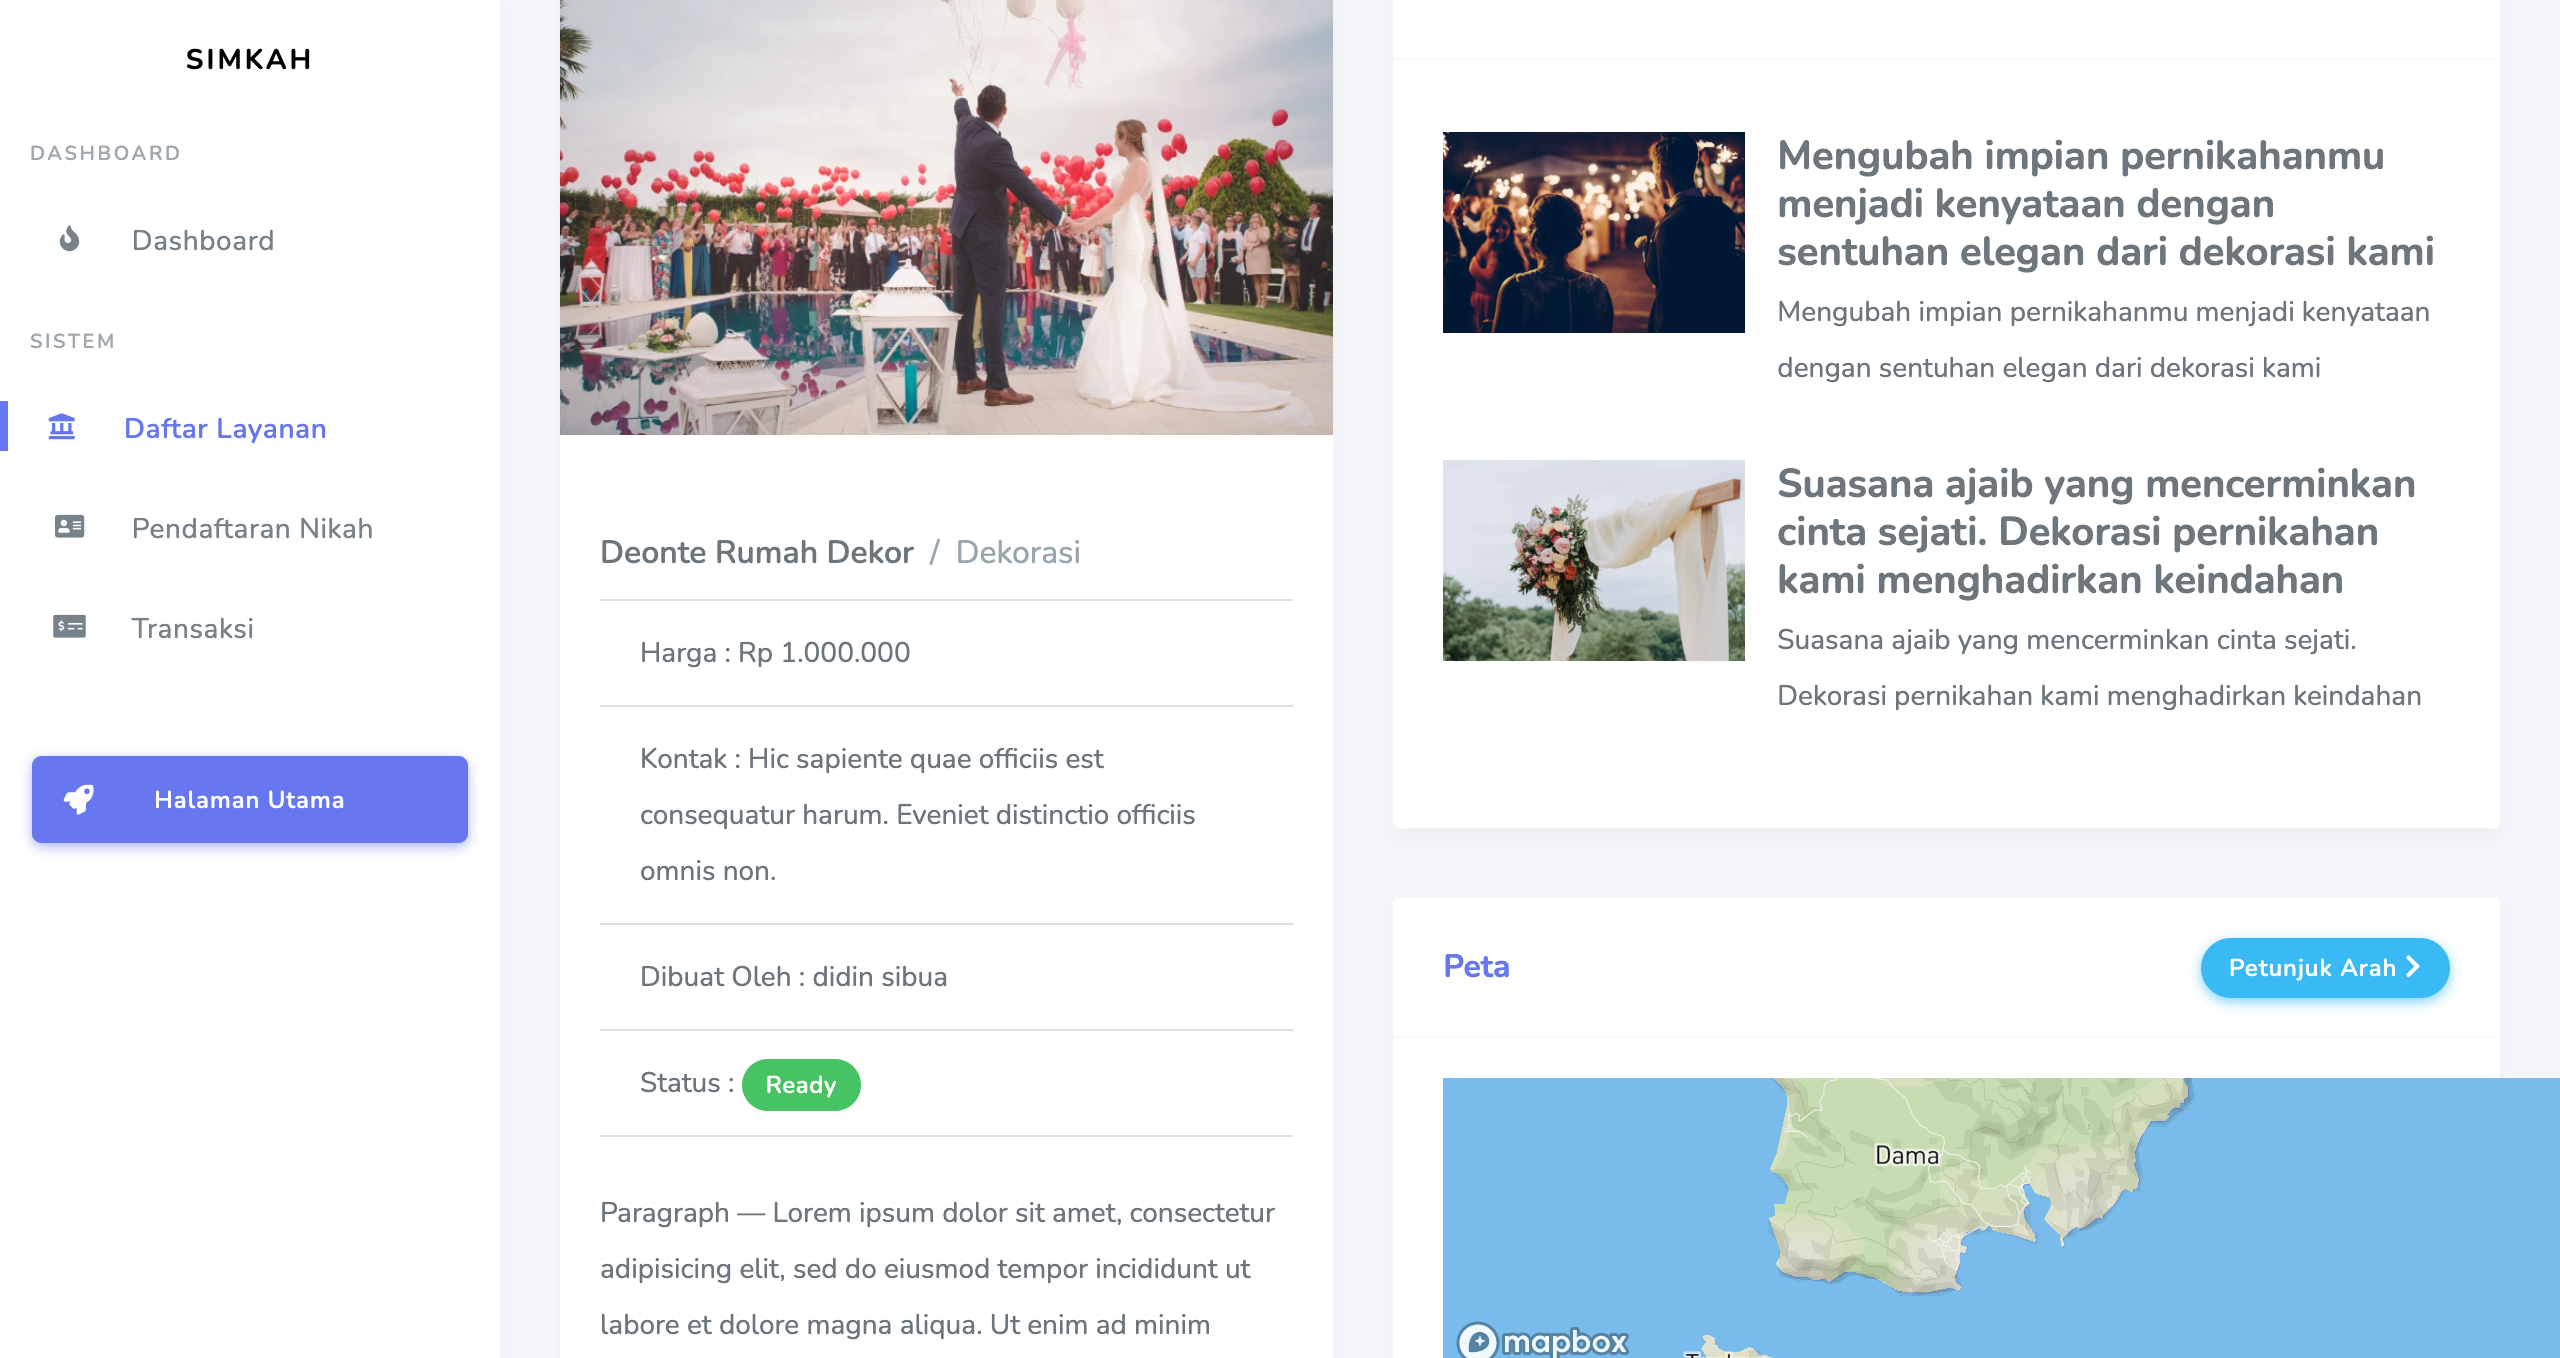 SIMKAH
DASHBOARD
Dashboard
SISTEM
Daftar Layanan
Pendaftaran Nikah
Transaksi
Halaman Utama
Deonte Rumah Dekor / Dekorasi
Harga : Rp 1.000.000
Kontak : Hic sapiente quae officiis est
consequatur harum. Eveniet distinctio officiis
omnis non.
Dibuat Oleh : didin sibua
Status : Ready
Paragraph — Lorem ipsum dolor sit amet, consectetur
adipisicing elit, sed do eiusmod tempor incididunt ut
labore et dolore magna aliqua. Ut enim ad minim
Mengubah impian pernikahanmu
menjadi kenyataan dengan
sentuhan elegan dari dekorasi kami
Mengubah impian pernikahanmu menjadi kenyataan
dengan sentuhan elegan dari dekorasi kami
Suasana ajaib yang mencerminkan
cinta sejati. Dekorasi pernikahan
kami menghadirkan keindahan
Suasana ajaib yang mencerminkan cinta sejati.
Dekorasi pernikahan kami menghadirkan keindahan
Peta
Petunjuk Arah
Dama
mapbox